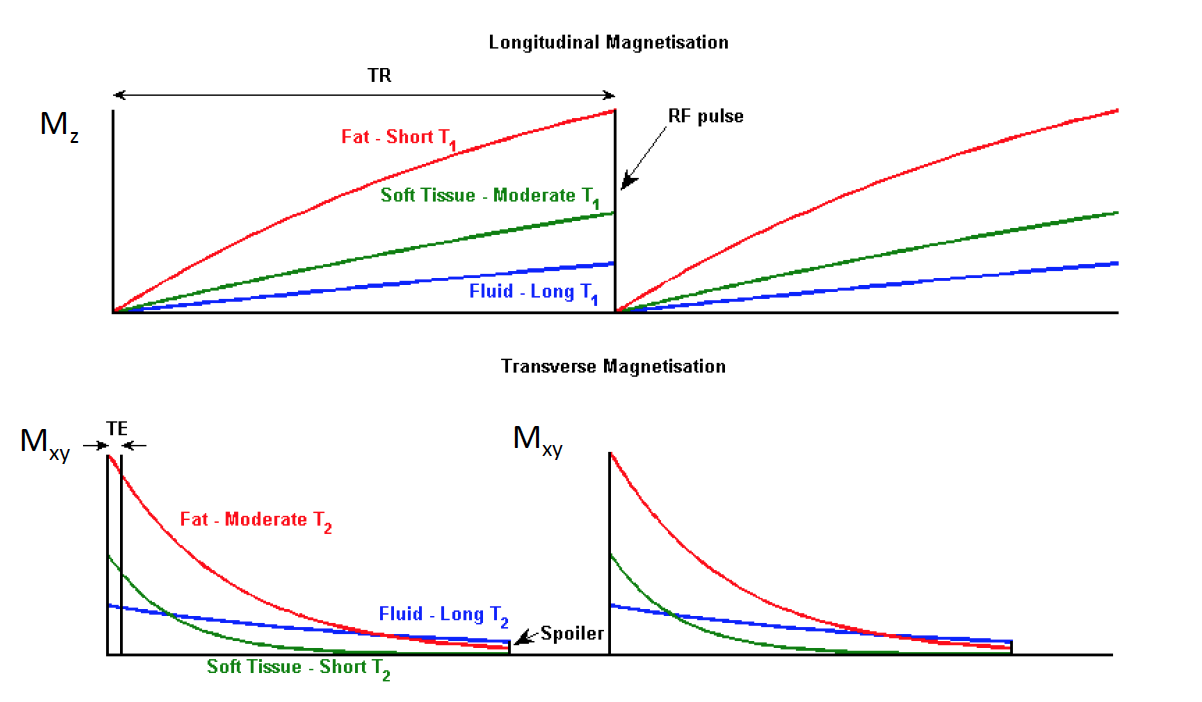 Longitudinal Magnetisation
TR
Mz
RF pulse
Fat - Short T1
Soft Tissue - Moderate T1
Fluid - Long T1
Transverse Magnetisation
TE
Mxy
Mxy
Fat - Moderate T2
Fluid - Long T2
Spoiler
Soft Tissue - Short T2